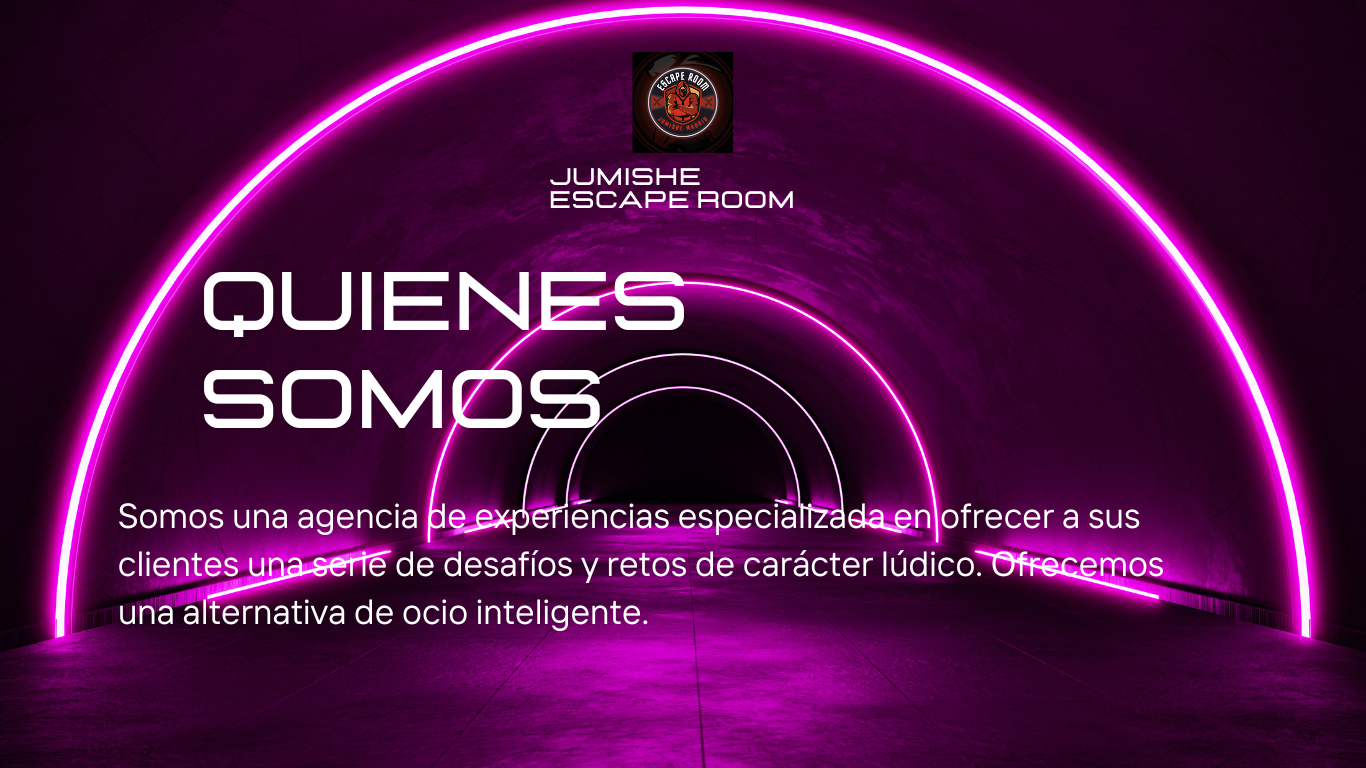 ESCAPE ROOM
JUMISHE MADRID
JUMISHE
ESCAPE ROOM
QUIENES
SOMOS
Somos una agencia de experiencias especializada en ofrecer a sus
clientes una serie de desafíos y retos de carácter lúdico. Ofrecemos
una alternativa de ocio inteligente.